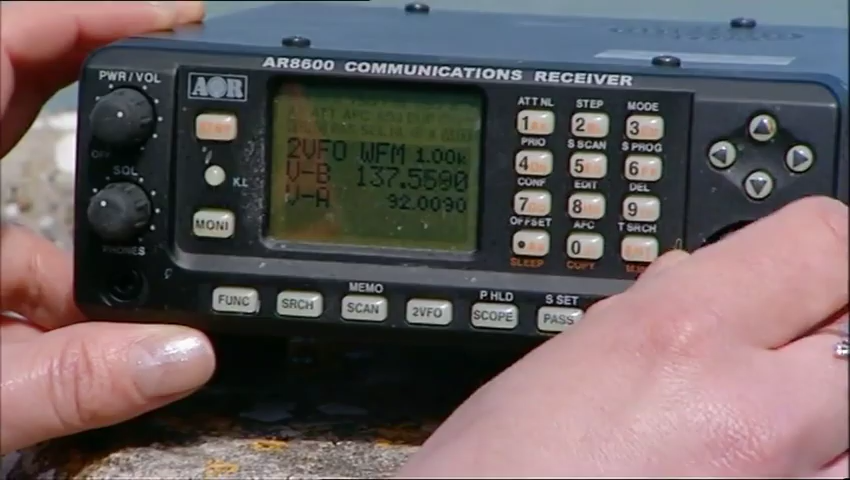 AR8600 COMMUNICATIONS RECEIVER
PWR/VOL
AOR
OFF
SQL
PHONES
K.L
MONI
2VFO WFM 1.00k
V-B 137.5590
V-A 92.0090
ATT NL STEP MODE
1 2 3
PRIO S SCAN S PROG
4 5 6
CONF EDIT DEL
7 8 9
OFFSET AFC T SRCH
0
SLEEP COPY
MEMO P HLD S SET
FUNC SRCH SCAN 2VFO SCOPE PASS